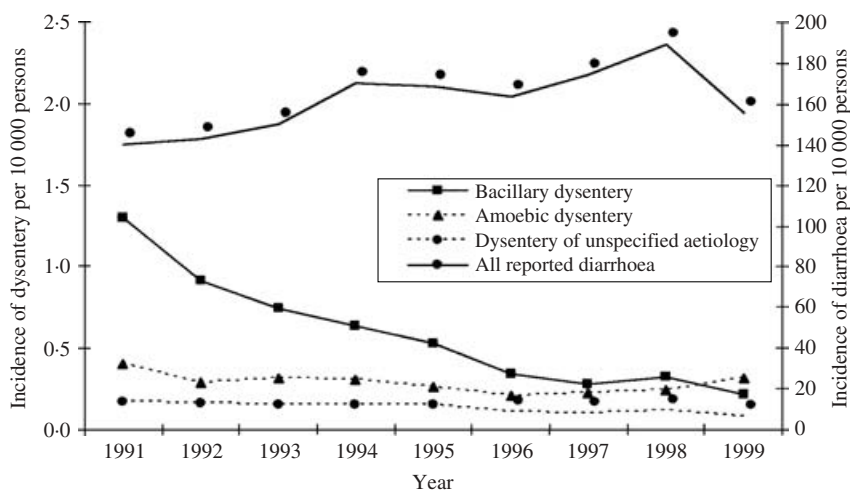 Incidence of dysentery per 10 000 persons
2·5
2·0
1·5
1·0
0·5
0·0
Bacillary dysentery
Amoebic dysentery
Dysentery of unspecified aetiology
All reported diarrhoea
200
180
160
140
120
200
100
80
60
40
20
0
Incidence of diarrhoea per 10 000 persons
1991 1992 1993 1994 1995 1996 1997 1998 1999
Year